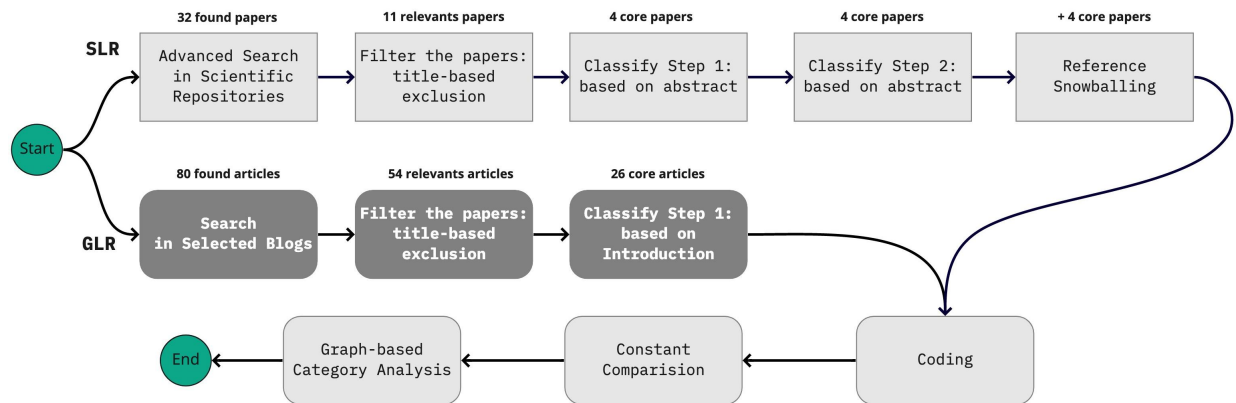 32 found papers
11 relevants papers
4 core papers
4 core papers
+ 4 core papers
SLR
Advanced Search
in Scientific
Repositories
Filter the papers:
title-based
exclusion
Classify Step 1:
based on abstract
Classify Step 2:
based on abstract
Reference
Snowballing
Start
80 found articles
54 relevants articles
26 core articles
GLR
Search
in Selected Blogs
Filter the papers:
title-based
exclusion
Classify Step 1:
based on
Introduction
End
Graph-based
Category Analysis
Constant
Comparision
Coding